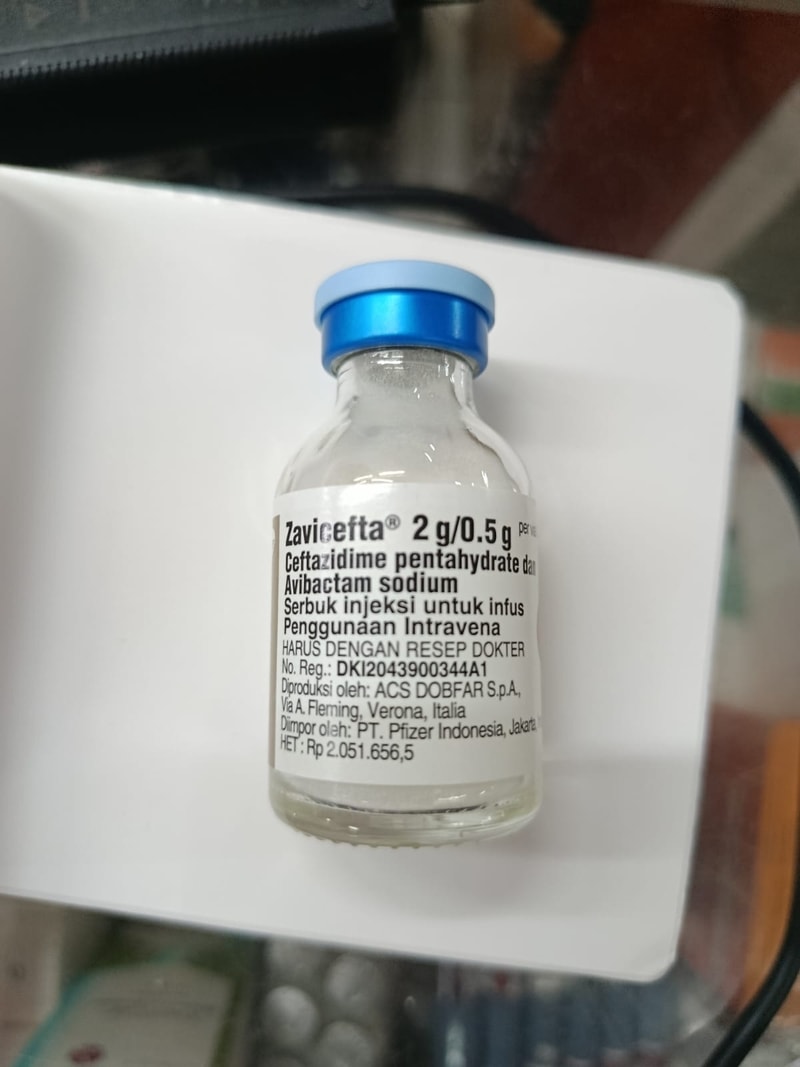 Zavicefta® 2 g/0.5 g per
Ceftazidime pentahydrate dan
Avibactam sodium
Serbuk injeksi untuk infus
Penggunaan Intravena
HARUS DENGAN RESEP DOKTER
No. Reg.: DKI2043900344A1
Diproduksi oleh: ACS DOBFAR S.p.A.,
Via A. Fleming, Verona, Italia
Diimpor oleh: PT. Pfizer Indonesia, Jakarta,
HET : Rp 2.051.656,5